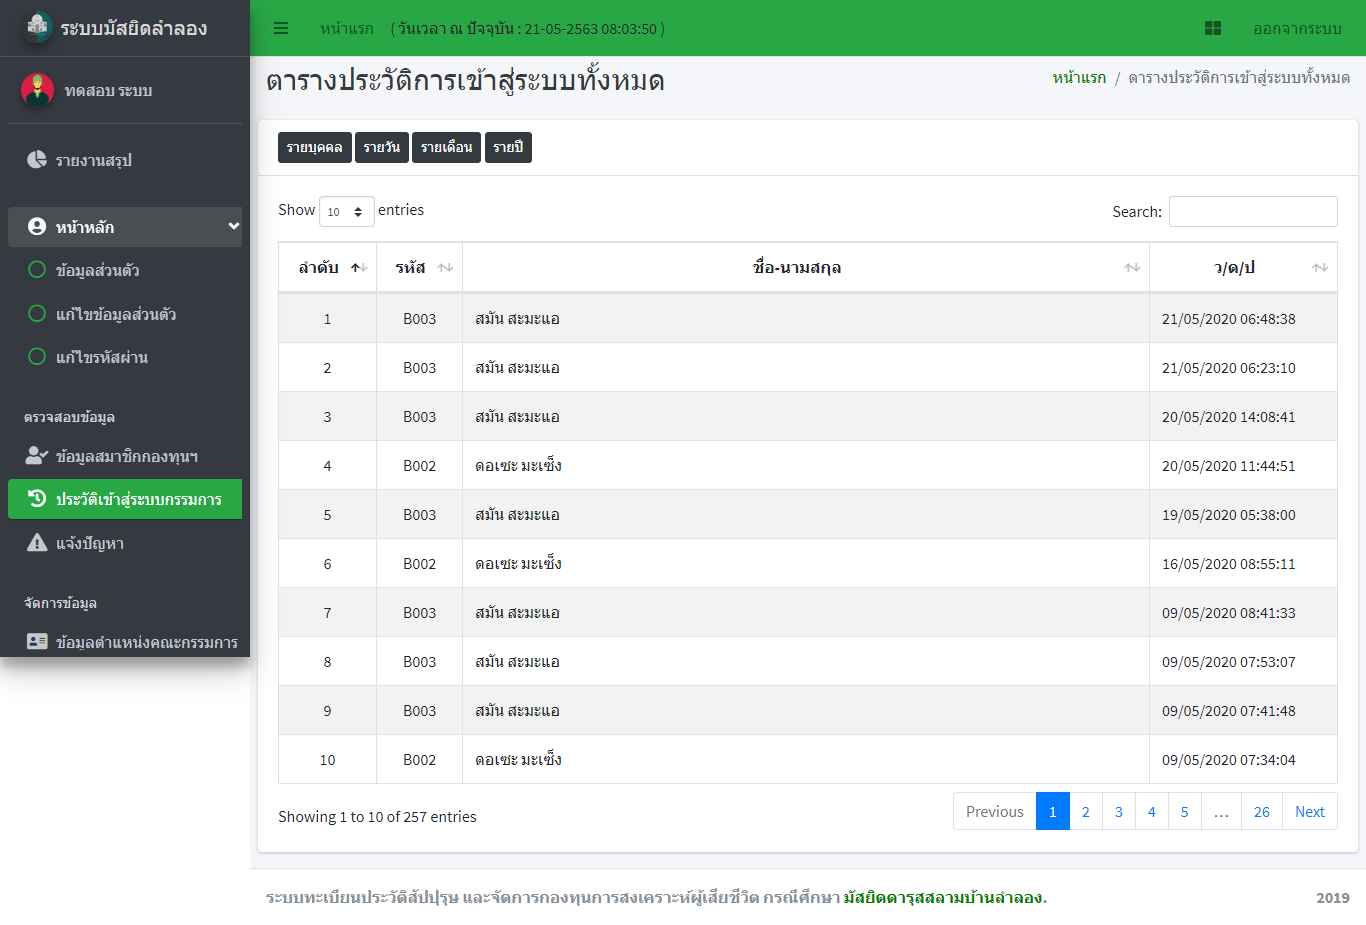 ระบบมัสยิดลำลอง
หน้าแรก ( วันเวลา ณ ปัจจุบัน : 21-05-2563 08:03:50 )
ออกจากระบบ
ทดสอบ ระบบ
รายงานสรุป
หน้าหลัก
ข้อมูลส่วนตัว
แก้ไขข้อมูลส่วนตัว
แก้ไขรหัสผ่าน
ตรวจสอบข้อมูล
ข้อมูลสมาชิกกองทุนฯ
ประวัติเข้าสู่ระบบกรรมการ
แจ้งปัญหา
จัดการข้อมูล
ข้อมูลตำแหน่งคณะกรรมการ
ตารางประวัติการเข้าสู่ระบบทั้งหมด
หน้าแรก / ตารางประวัติการเข้าสู่ระบบทั้งหมด
รายบุคคล รายวัน รายเดือน รายปี
Show 10 entries
Search:
ลำดับ รหัส ชื่อ-นามสกุล ว/ด/ป
1 B003 สมัน สะมะแอ 21/05/2020 06:48:38
2 B003 สมัน สะมะแอ 21/05/2020 06:23:10
3 B003 สมัน สะมะแอ 20/05/2020 14:08:41
4 B002 ดอเซะ มะเซ็ง 20/05/2020 11:44:51
5 B003 สมัน สะมะแอ 19/05/2020 05:38:00
6 B002 ดอเซะ มะเซ็ง 16/05/2020 08:55:11
7 B003 สมัน สะมะแอ 09/05/2020 08:41:33
8 B003 สมัน สะมะแอ 09/05/2020 07:53:07
9 B003 สมัน สะมะแอ 09/05/2020 07:41:48
10 B002 ดอเซะ มะเซ็ง 09/05/2020 07:34:04
Showing 1 to 10 of 257 entries
Previous 1 2 3 4 5 … 26 Next
ระบบทะเบียนประวัติสัปปุรุษ และจัดการกองทุนการสงเคราะห์ผู้เสียชีวิต กรณีศึกษา มัสยิดดารุสสลามบ้านลำลอง.
2019